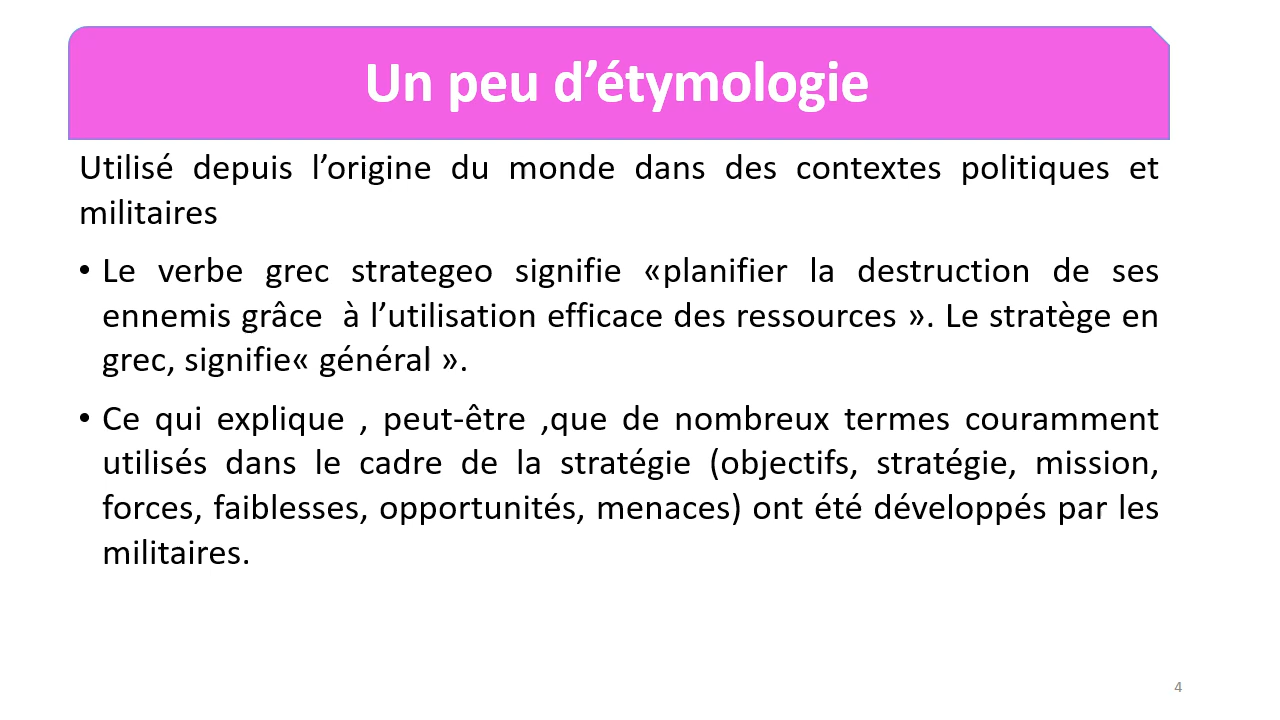 Un peu d’étymologie
Utilisé depuis l’origine du monde dans des contextes politiques et
militaires
• Le verbe grec strategeo signifie «planifier la destruction de ses
ennemis grâce  à l’utilisation efficace des ressources ». Le stratège en
grec, signifie« général ».
• Ce qui explique , peut-être ,que de nombreux termes couramment
utilisés dans le cadre de la stratégie (objectifs, stratégie, mission,
forces, faiblesses, opportunités, menaces) ont été développés par les
militaires.
4